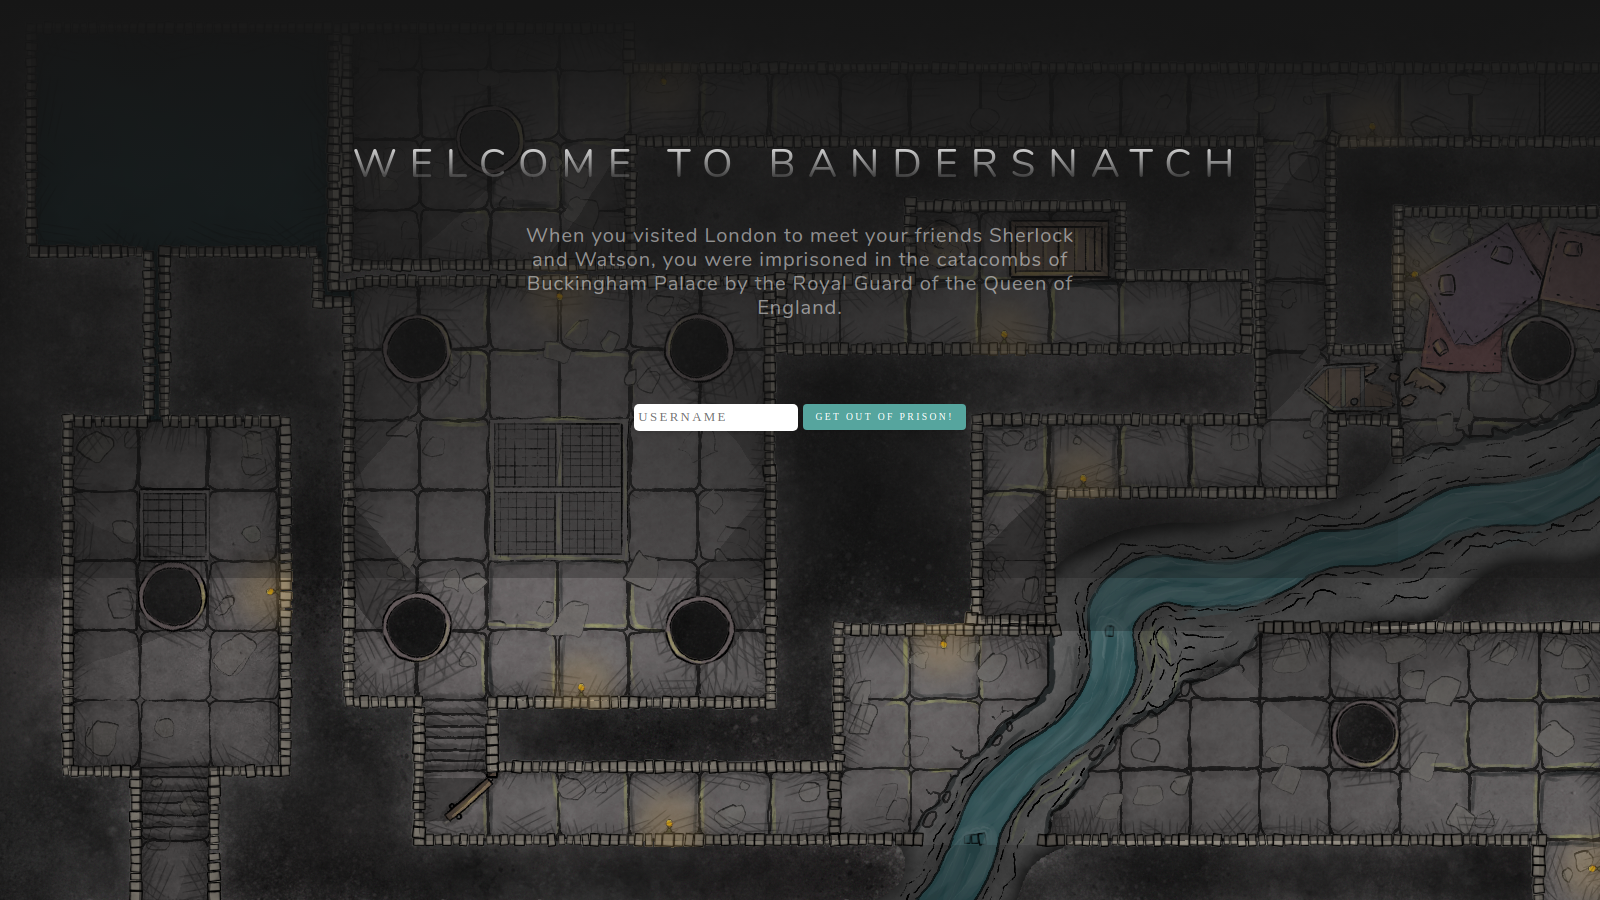 WELCOME TO BANDERSNATCH
When you visited London to meet your friends Sherlock
and Watson, you were imprisoned in the catacombs of
Buckingham Palace by the Royal Guard of the Queen of
England.
USERNAME
GET OUT OF PRISON!